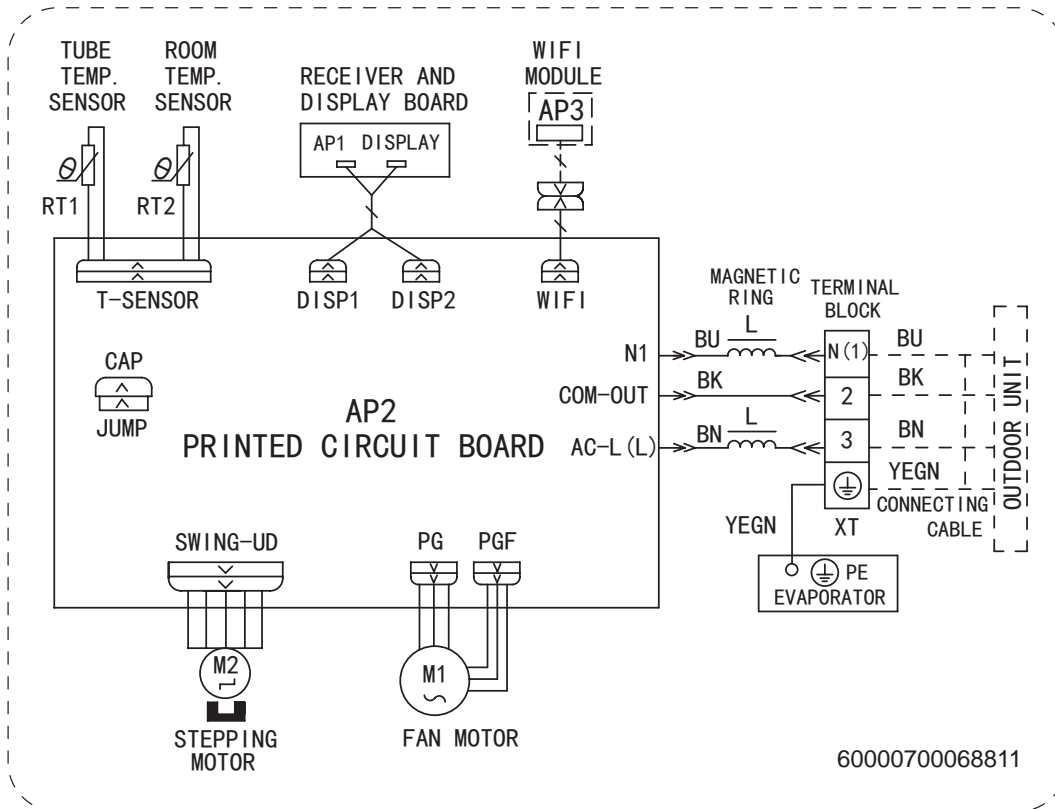 TUBE
TEMP.
SENSOR
ROOM
TEMP.
SENSOR
RECEIVER AND
DISPLAY BOARD
AP1 DISPLAY
WIFI
MODULE
AP3
θ
RT1
θ
RT2
T-SENSOR
DISP1
DISP2
WIFI
MAGNETIC
RING
TERMINAL
BLOCK
CAP
JUMP
AP2
PRINTED CIRCUIT BOARD
N1
BU
L
N(1)
BU
COM-OUT
BK
2
BK
AC-L(L)
BN
L
3
BN
YEGN
YEGN
XT
CONNECTING
CABLE
OUTDOOR UNIT
PE
EVAPORATOR
SWING-UD
PG
PGF
M2
STEPPING
MOTOR
M1
FAN MOTOR
60000700068811